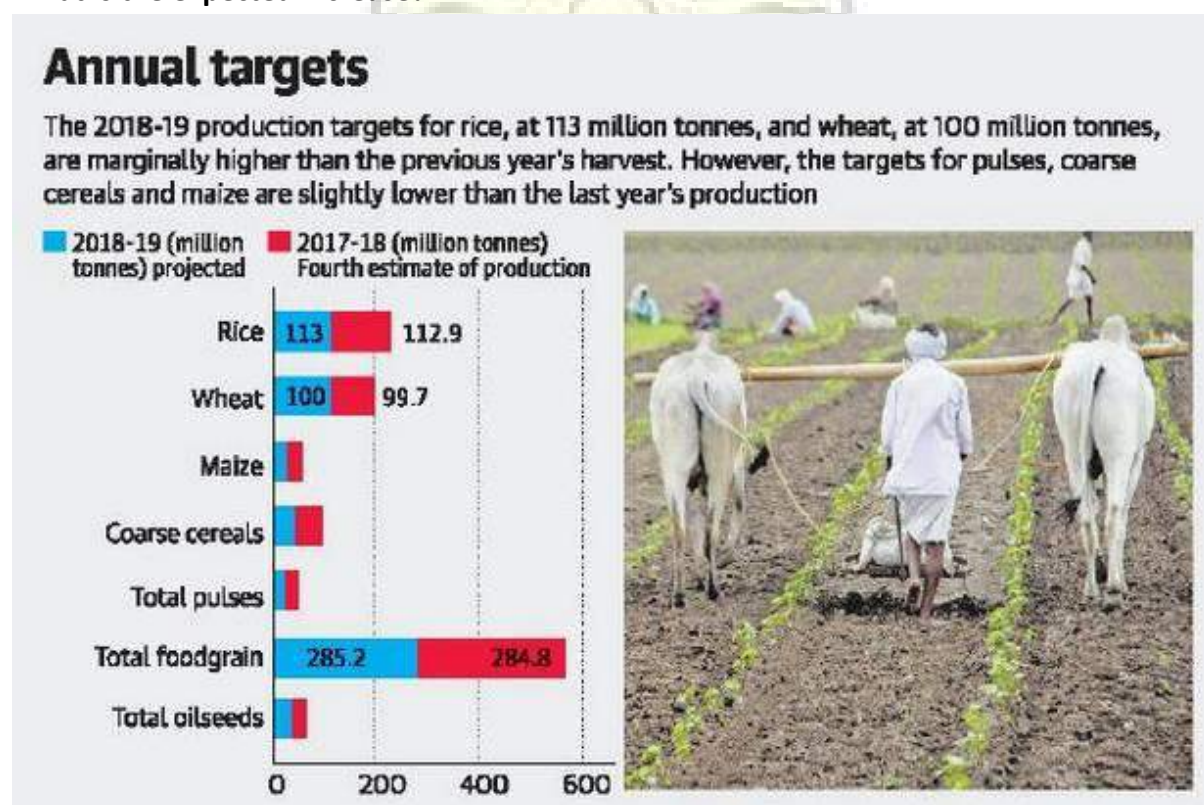 Annual targets
The 2018-19 production targets for rice, at 113 million tonnes, and wheat, at 100 million tonnes,
are marginally higher than the previous year's harvest. However, the targets for pulses, coarse
cereals and maize are slightly lower than the last year's production
2018-19 (million
tonnes) projected
2017-18 (million tonnes)
Fourth estimate of production
Rice 113 112.9
Wheat 100 99.7
Maize
Coarse cereals
Total pulses
Total foodgrain 285.2 284.8
Total oilseeds
0 200 400 600